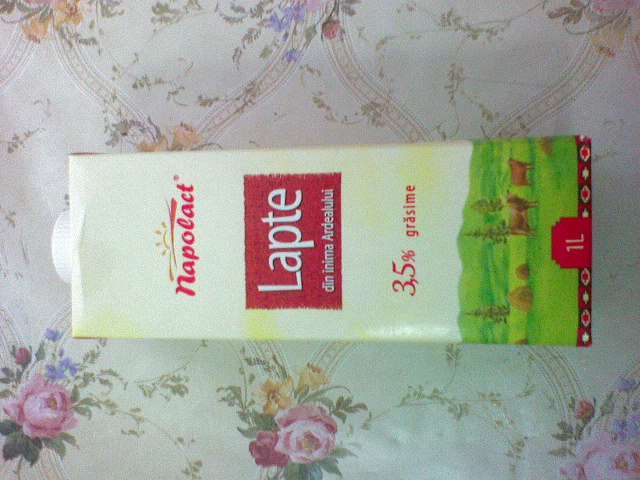 Napolact®
Lapte
din inima Ardealului
3,5% grăsime
1L